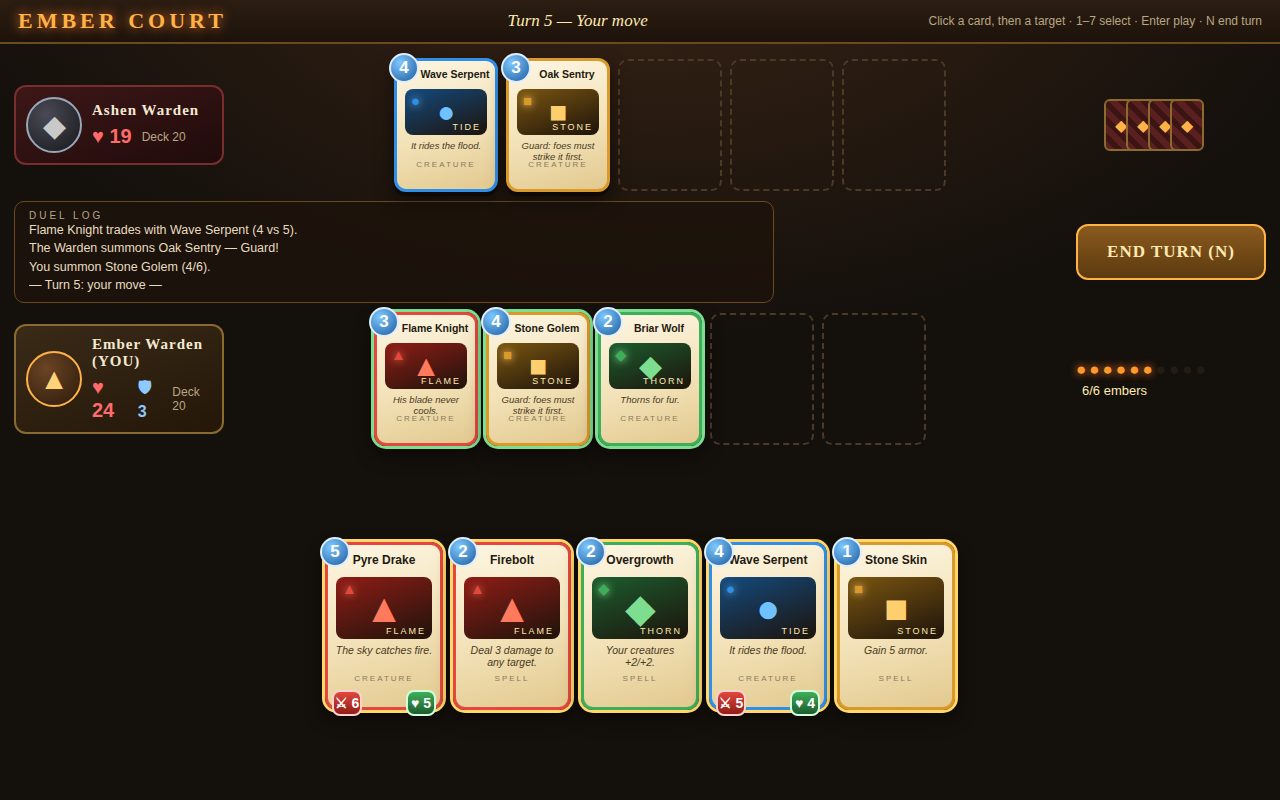 EMBER COURT
Turn 5 — Your move
Click a card, then a target · 1–7 select · Enter play · N end turn
Ashen Warden
♥ 19 Deck 20
4 Wave Serpent
TIDE
It rides the flood.
CREATURE
3 Oak Sentry
STONE
Guard: foes must
strike it first.
CREATURE
DUEL LOG
Flame Knight trades with Wave Serpent (4 vs 5).
The Warden summons Oak Sentry — Guard!
You summon Stone Golem (4/6).
— Turn 5: your move —
END TURN (N)
Ember Warden
(YOU)
♥ 24
3
Deck 20
3 Flame Knight
FLAME
His blade never
cools.
CREATURE
4 Stone Golem
STONE
Guard: foes must
strike it first.
CREATURE
2 Briar Wolf
THORN
Thorns for fur.
CREATURE
6/6 embers
5 Pyre Drake
FLAME
The sky catches fire.
CREATURE
⚔ 6 ♥ 5
2 Firebolt
FLAME
Deal 3 damage to
any target.
SPELL
2 Overgrowth
THORN
Your creatures
+2/+2.
SPELL
4 Wave Serpent
TIDE
It rides the flood.
CREATURE
⚔ 5 ♥ 4
1 Stone Skin
STONE
Gain 5 armor.
SPELL